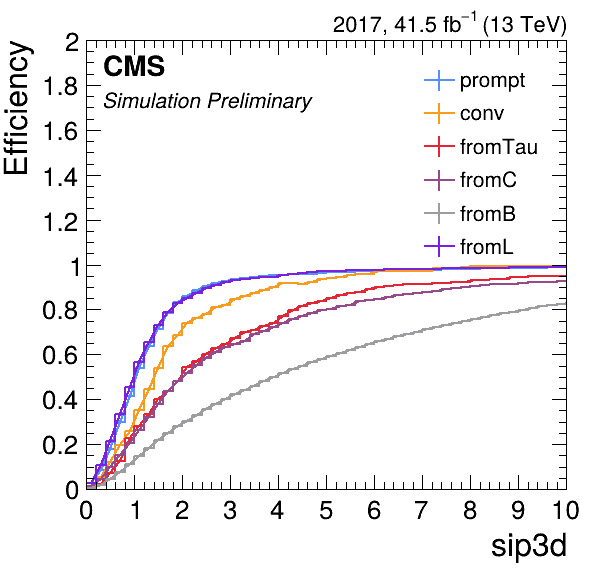 2017, 41.5 fb⁻¹ (13 TeV)
Efficiency
2
1.8
1.6
1.4
1.2
1
0.8
0.6
0.4
0.2
0
CMS
Simulation Preliminary
prompt
conv
fromTau
fromC
fromB
fromL
0 1 2 3 4 5 6 7 8 9 10
sip3d